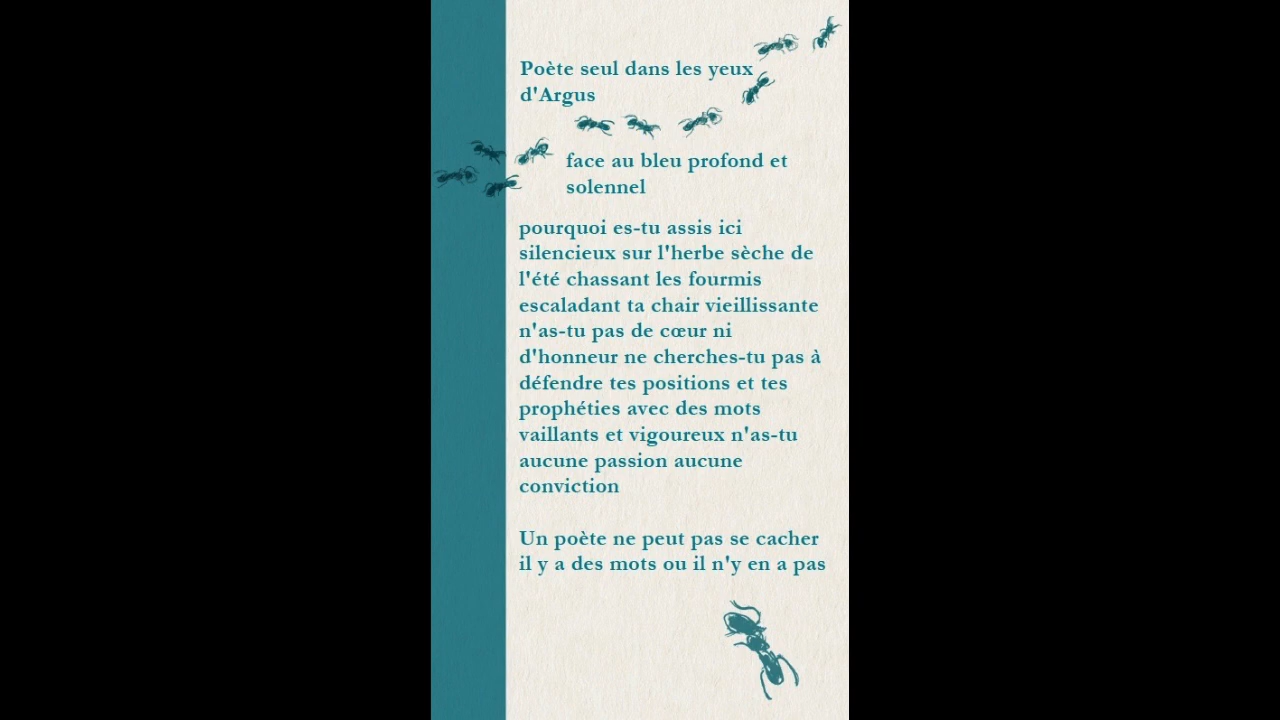 Poète seul dans les yeux
d'Argus
face au bleu profond et
solennel
pourquoi es-tu assis ici
silencieux sur l'herbe sèche de
l'été chassant les fourmis
escaladant ta chair vieillissante
n'as-tu pas de cœur ni
d'honneur ne cherches-tu pas à
défendre tes positions et tes
prophéties avec des mots
vaillants et vigoureux n'as-tu
aucune passion aucune
conviction
Un poète ne peut pas se cacher
il y a des mots ou il n'y en a pas